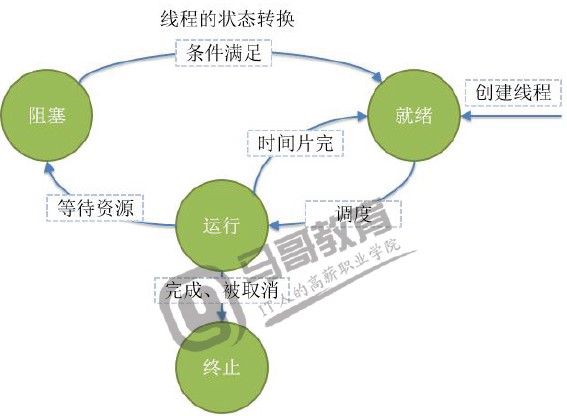 线程的状态转换
条件满足
创建线程
阻塞
就绪
时间片完
等待资源
调度
运行
马哥教育
IT人的高薪职业学院
完成、被取消
终止